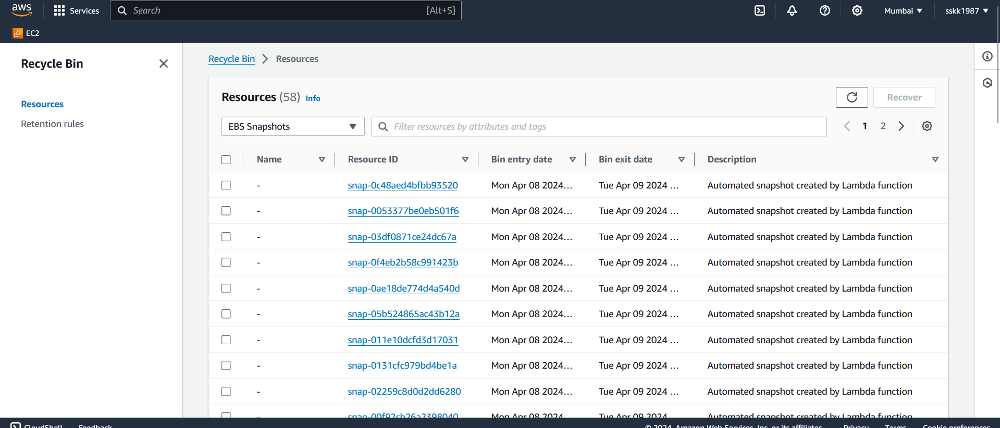 aws Services Search [Alt+S] Mumbai sskk1987
EC2
Recycle Bin
Resources
Retention rules
Recycle Bin Resources
Resources (58) Info Recover
EBS Snapshots Filter resources by attributes and tags 1 2
Name Resource ID Bin entry date Bin exit date Description
- snap-0c48aed4bfbb93520 Mon Apr 08 2024... Tue Apr 09 2024 ... Automated snapshot created by Lambda function
- snap-0053377be0eb501f6 Mon Apr 08 2024... Tue Apr 09 2024 ... Automated snapshot created by Lambda function
- snap-03df0871ce24dc67a Mon Apr 08 2024... Tue Apr 09 2024 ... Automated snapshot created by Lambda function
- snap-0f4eb2b58c991423b Mon Apr 08 2024... Tue Apr 09 2024 ... Automated snapshot created by Lambda function
- snap-0ae18de774d4a540d Mon Apr 08 2024... Tue Apr 09 2024 ... Automated snapshot created by Lambda function
- snap-05b524865ac43b12a Mon Apr 08 2024... Tue Apr 09 2024 ... Automated snapshot created by Lambda function
- snap-011e10dcfd3d17031 Mon Apr 08 2024... Tue Apr 09 2024 ... Automated snapshot created by Lambda function
- snap-0131cfc979bd4be1a Mon Apr 08 2024... Tue Apr 09 2024 ... Automated snapshot created by Lambda function
- snap-02259c8d0d2dd6280 Mon Apr 08 2024... Tue Apr 09 2024 ... Automated snapshot created by Lambda function
- snap-00f92cb26a2398040 Mon Apr 08 2024... Tue Apr 09 2024 ... Automated snapshot created by Lambda function
CloudShell Feedback © 2024, Amazon Web Services, Inc. or its affiliates. Privacy Terms Cookie preferences